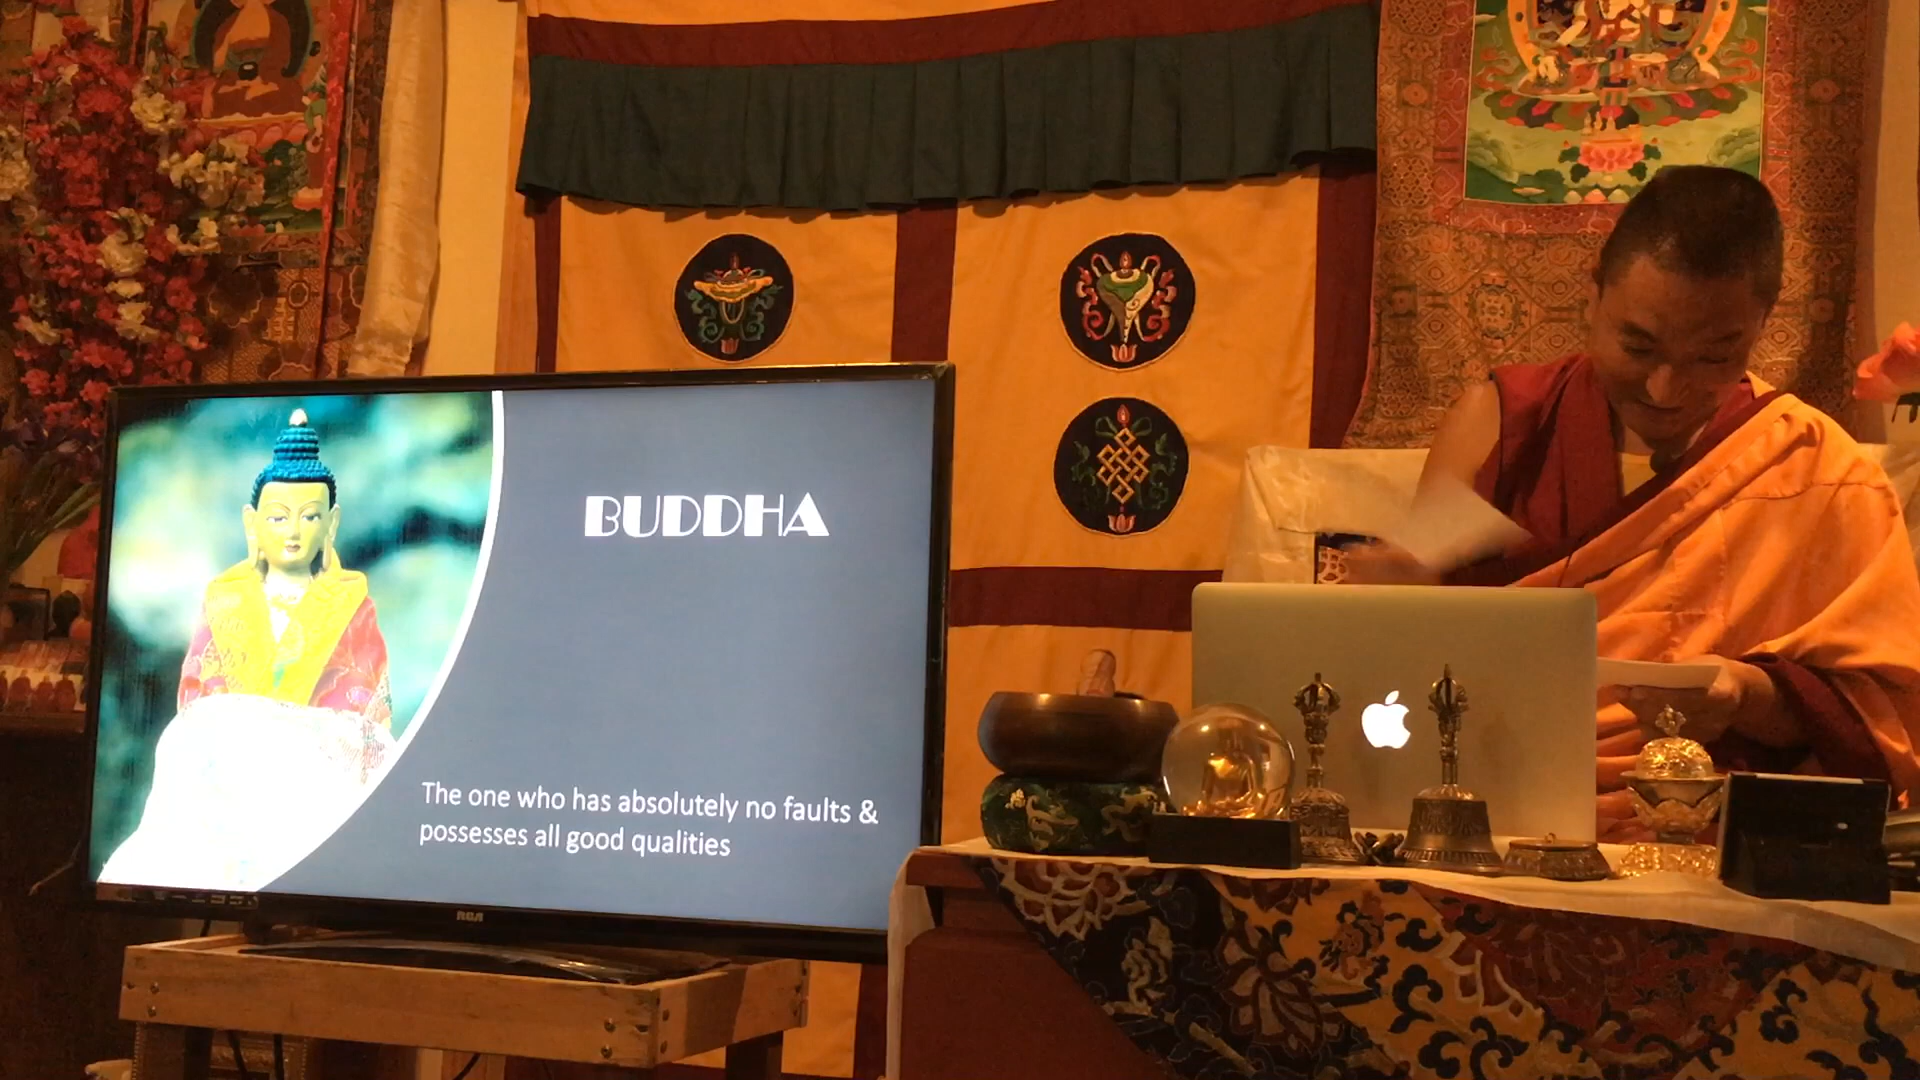 BUDDHA
The one who has absolutely no faults &
possesses all good qualities
RCA